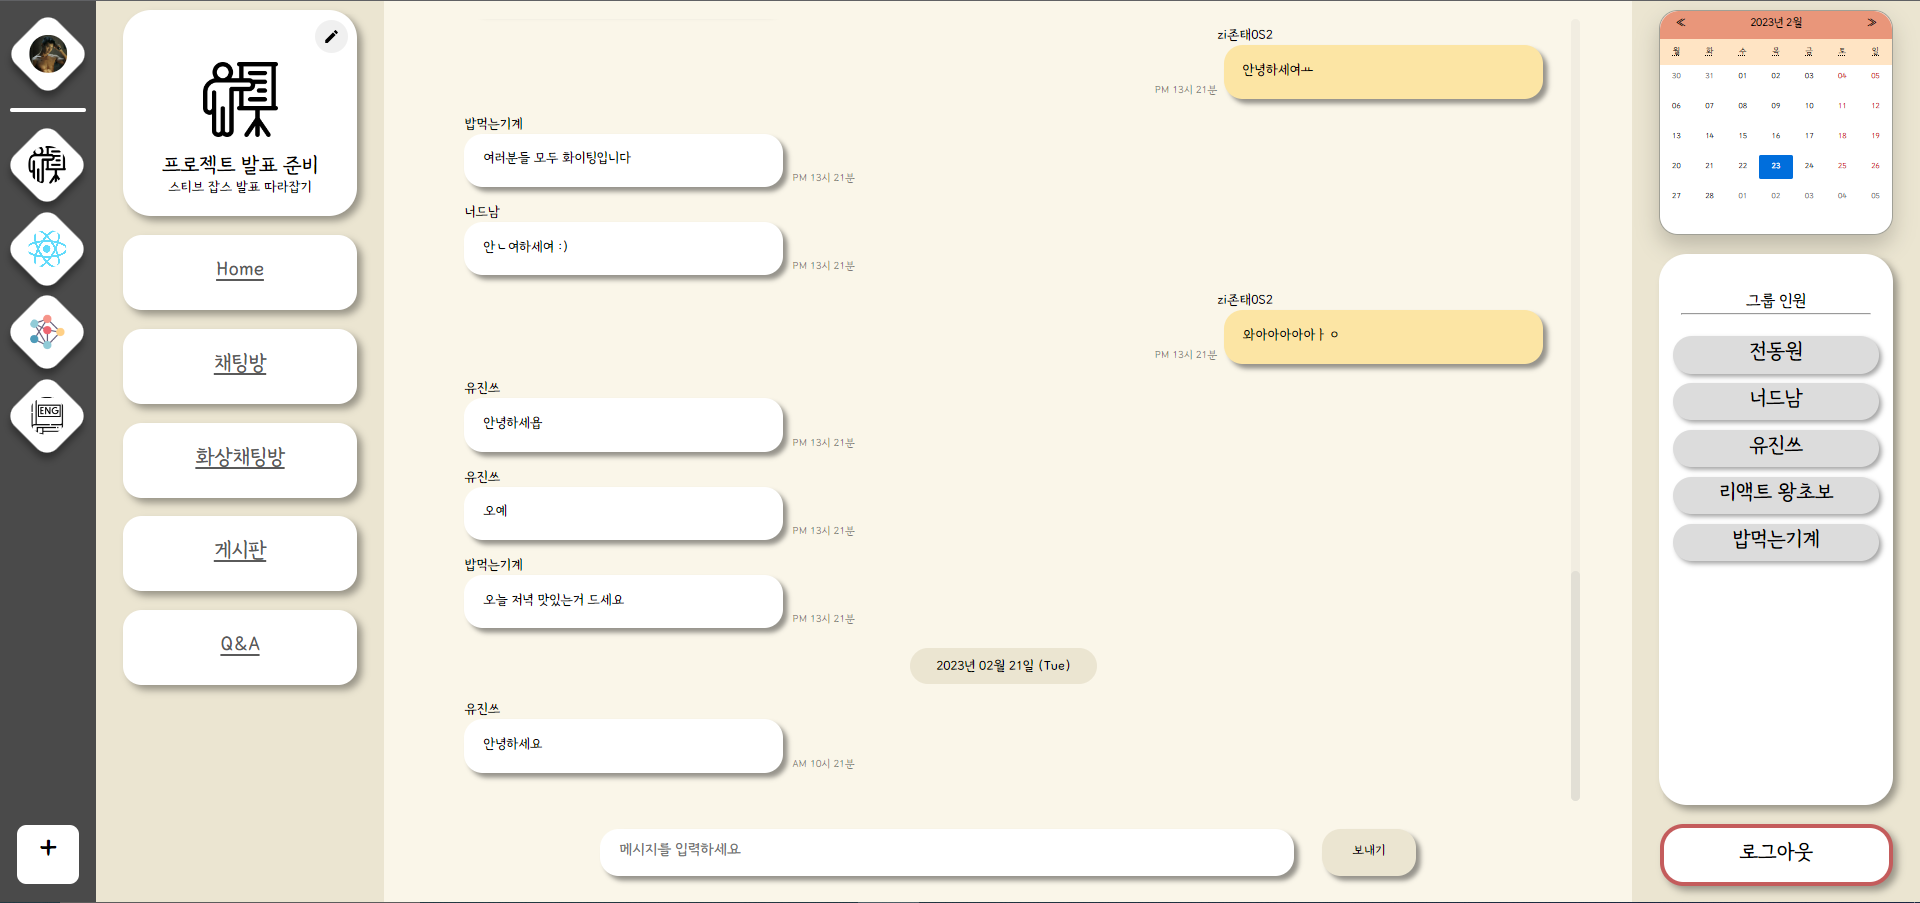 ENG
+
프로젝트 발표 준비
스티브 잡스 발표 따라잡기
Home
채팅방
화상채팅방
게시판
Q&A
zi존태0S2
안녕하세여ㅛ
PM 13시 21분
밥먹는기계
여러분들 모두 화이팅입니다
PM 13시 21분
너드남
안ㄴ여하세여 :)
PM 13시 21분
zi존태0S2
와아아아아아ㅏㅇ
PM 13시 21분
유진쓰
안녕하세욥
PM 13시 21분
유진쓰
오예
PM 13시 21분
밥먹는기계
오늘 저녁 맛있는거 드세요
PM 13시 21분
2023년 02월 21일 (Tue)
유진쓰
안녕하세요
AM 10시 21분
메시지를 입력하세요
보내기
≪ 2023년 2월 ≫
월 화 수 목 금 토 일
30 31 01 02 03 04 05
06 07 08 09 10 11 12
13 14 15 16 17 18 19
20 21 22 23 24 25 26
27 28 01 02 03 04 05
그룹 인원
전동원
너드남
유진쓰
리액트 왕초보
밥먹는기계
로그아웃